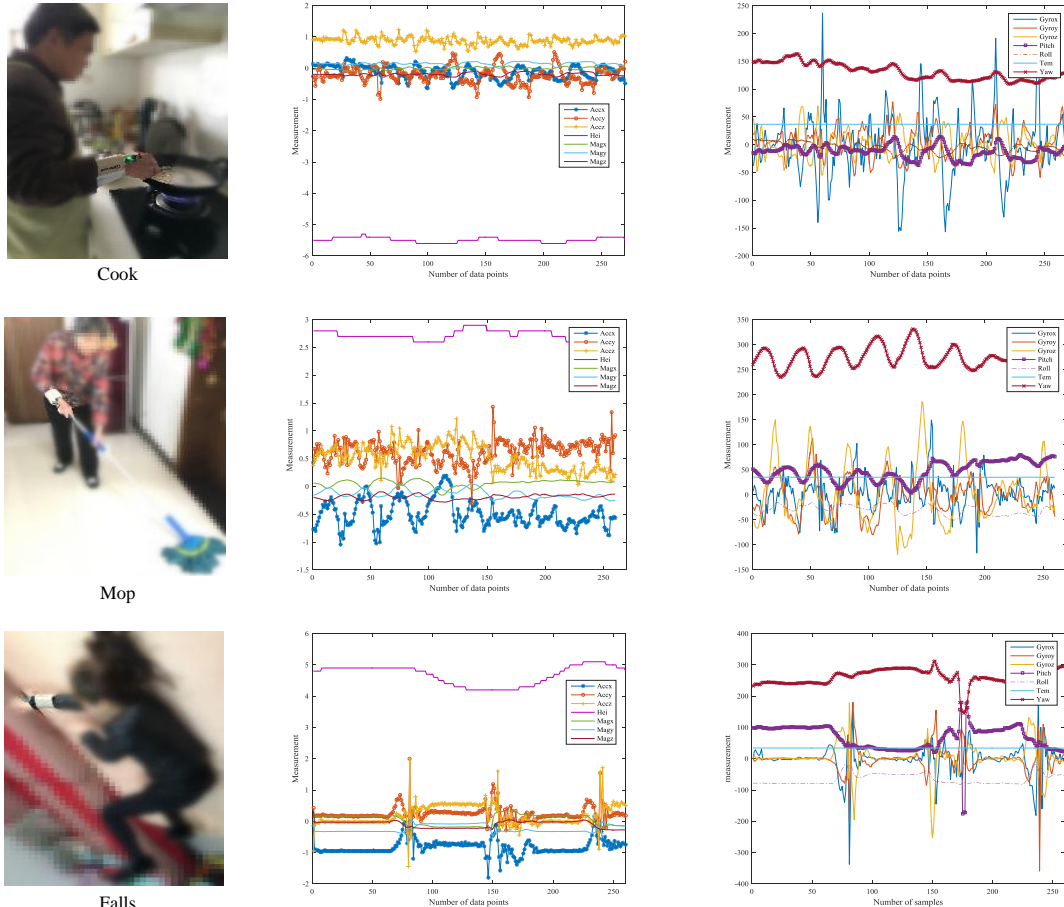 2
1
0
-1
-2
-3
-4
-5
-6
Measurement
0
50
100
150
200
250
Number of data points
Accx
Accy
Accz
Hei
Magx
Magy
Magz
250
200
150
100
50
0
-50
-100
-150
-200
Measurement
0
50
100
150
200
250
Number of data points
Gyrox
Gyroy
Gyroz
Pitch
Roll
Tem
Yaw
Cook
3
2.5
2
1.5
1
0.5
0
-0.5
-1
-1.5
Measurenemnt
0
50
100
150
200
250
Number of data points
Accx
Accy
Accz
Hei
Magx
Magy
Magz
350
300
250
200
150
100
50
0
-50
-100
-150
Measurement
0
50
100
150
200
250
Number of data points
Gyrox
Gyroy
Gyroz
Pitch
Roll
Tem
Yaw
Mop
6
5
4
3
2
1
0
-1
-2
Measurement
0
50
100
150
200
250
Number of data points
Accx
Accy
Accz
Hei
Magx
Magy
Magz
400
300
200
100
0
-100
-200
-300
-400
measurement
0
50
100
150
200
250
Number of samples
Gyrox
Gyroy
Gyroz
Pitch
Roll
Tem
Yaw
Falls